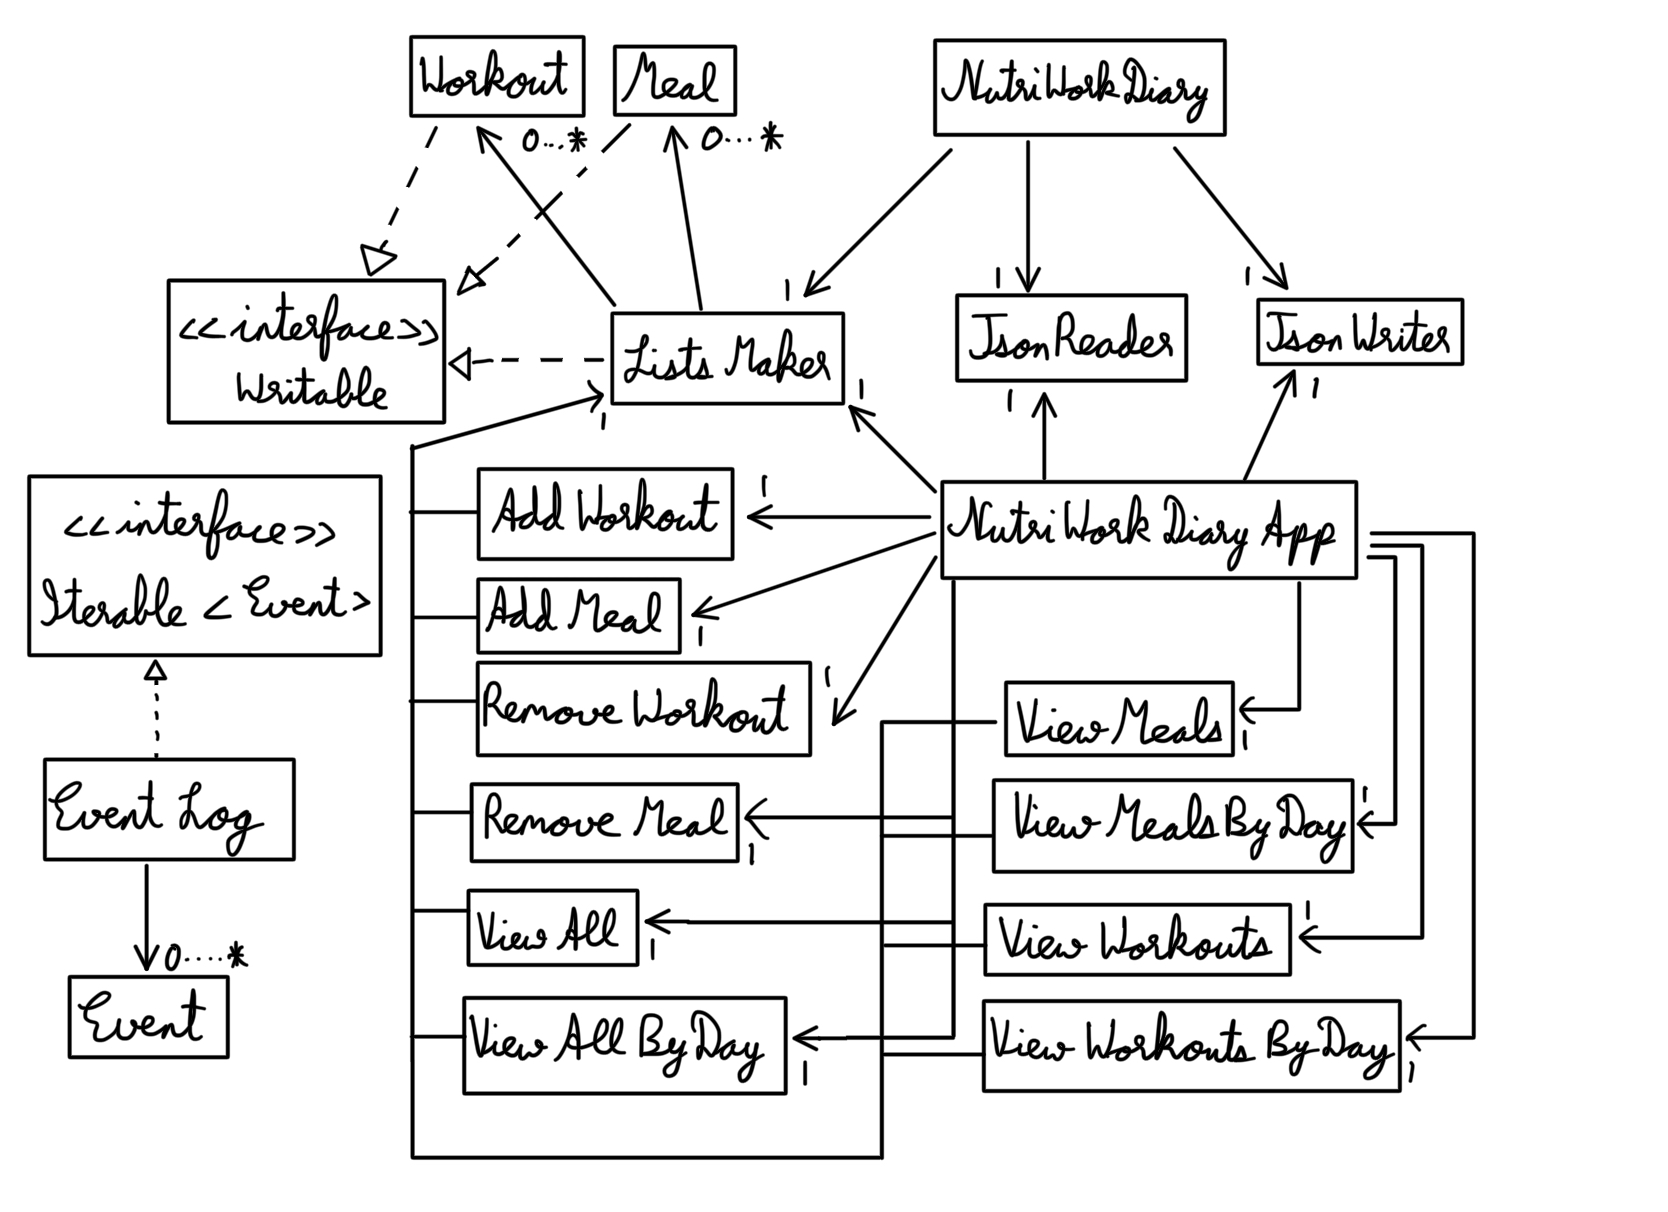 Workout
Meal
NutriWorkDiary
0...*
0....*
1
1
1
<<interface>>
Writable
Lists Maker
JsonReader
Json Writer
1
1
1
1
<<interface>>
Iterable <Event>
Add Workout
1
NutriWork Diary App
Add Meal
1
Remove Workout
1
View Meals
1
Event Log
Remove Meal
1
View MealsBy Day
1
View All
1
View Workouts
1
0.....*
Event
View All By Day
1
View Workouts By Day
1